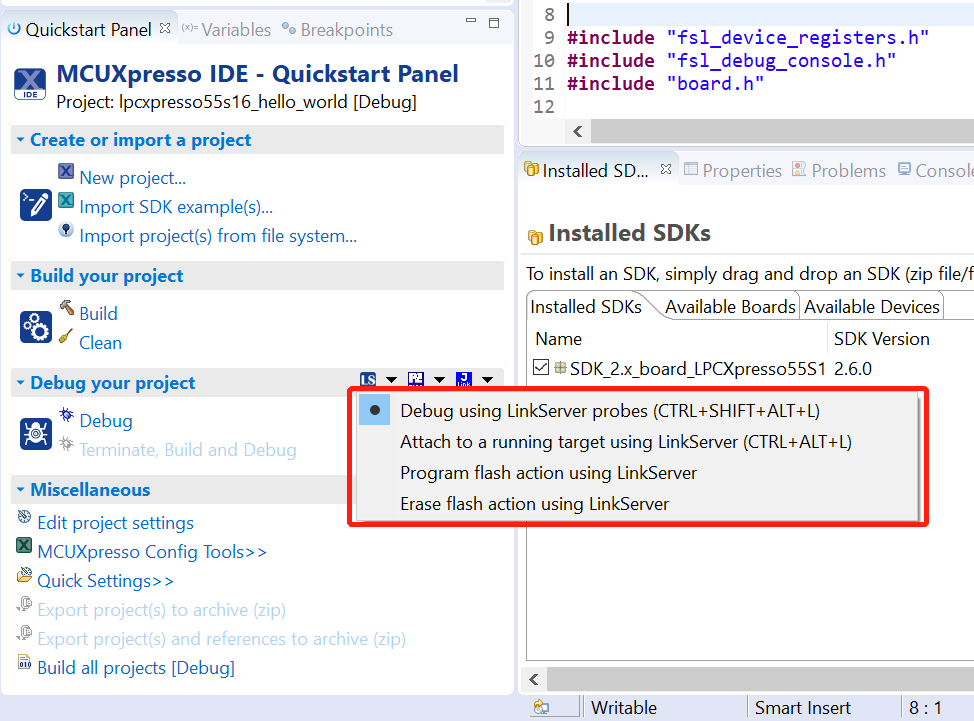 Quickstart Panel
(x)= Variables
Breakpoints
IDE
MCUXpresso IDE - Quickstart Panel
Project: lpcxpresso55s16_hello_world [Debug]
Create or import a project
New project...
Import SDK example(s)...
Import project(s) from file system...
Build your project
Build
Clean
Debug your project
LS
Debug
Terminate, Build and Debug
Miscellaneous
Edit project settings
MCUXpresso Config Tools>>
Quick Settings>>
Export project(s) to archive (zip)
Export project(s) and references to archive (zip)
Build all projects [Debug]
Debug using LinkServer probes (CTRL+SHIFT+ALT+L)
Attach to a running target using LinkServer (CTRL+ALT+L)
Program flash action using LinkServer
Erase flash action using LinkServer
8
9 #include "fsl_device_registers.h"
10 #include "fsl_debug_console.h"
11 #include "board.h"
12
Installed SD...
Properties
Problems
Console
Installed SDKs
To install an SDK, simply drag and drop an SDK (zip file/f
Installed SDKs
Available Boards
Available Devices
Name
SDK Version
SDK_2.x_board_LPCXpresso55S1
2.6.0
Writable
Smart Insert
8 : 1